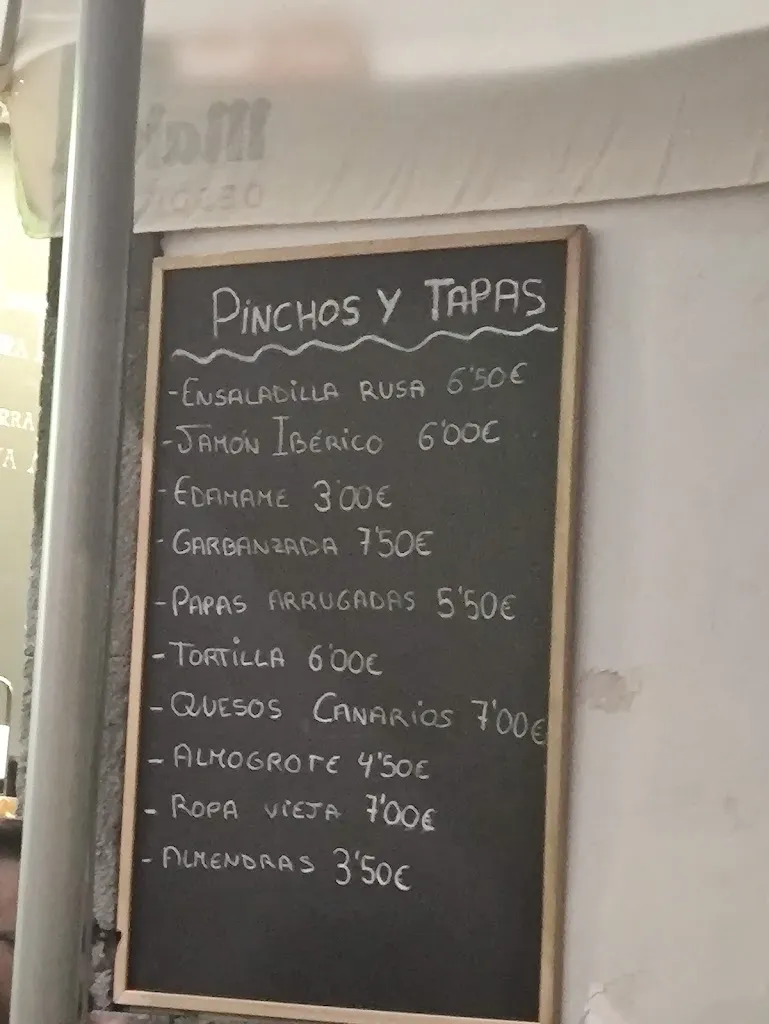 PINCHOS Y TAPAS
-ENSALADILLA RUSA 6'50€
-JAMÓN IBÉRICO 6'00€
-EDAMAME 3'00€
-GARBANZADA 7'50€
-PAPAS ARRUGADAS 5'50€
-TORTILLA 6'00€
-QUESOS CANARIOS 7'00€
-ALMOGROTE 4'50€
-ROPA VIEJA 7'00€
-ALMENDRAS 3'50€